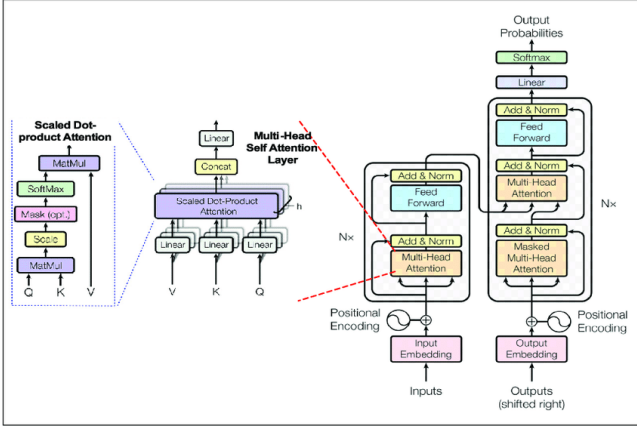 Scaled Dot-
product Attention
MatMul
SoftMax
Mask (opt.)
Scale
MatMul
Q K V
Linear
Multi-Head
Self Attention
Layer
Concat
Scaled Dot-Product
Attention
h
Linear Linear Linear
V K Q
Output
Probabilities
Softmax
Linear
Add & Norm
Feed
Forward
Add & Norm
Multi-Head
Attention
Add & Norm
Masked
Multi-Head
Attention
Nx
Add & Norm
Feed
Forward
Nx
Add & Norm
Multi-Head
Attention
Positional
Encoding
Positional
Encoding
Input
Embedding
Output
Embedding
Inputs
Outputs
(shifted right)